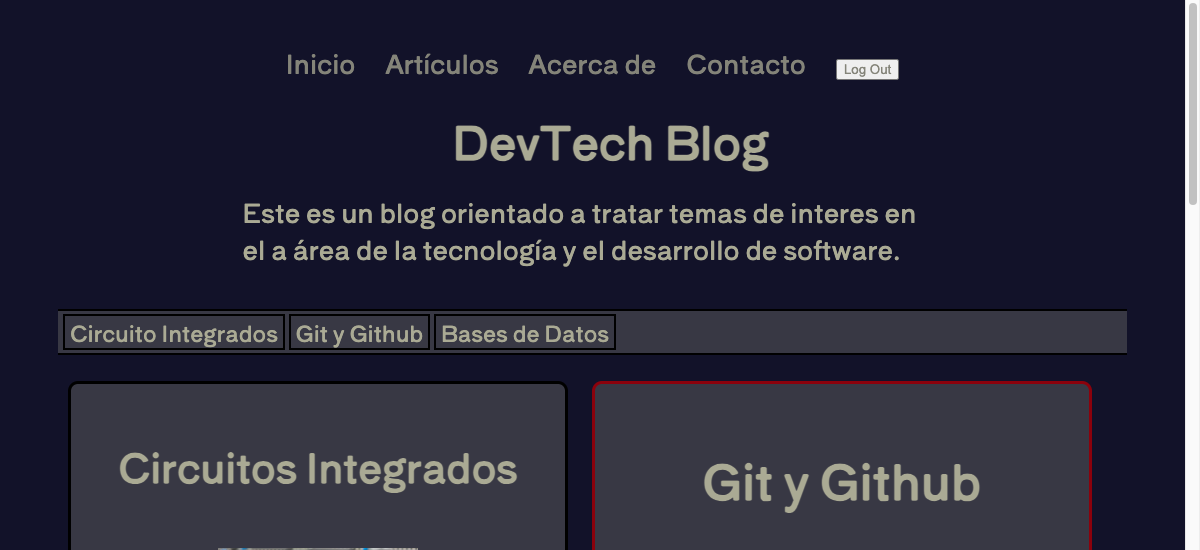 Inicio Artículos Acerca de Contacto Log Out
DevTech Blog
Este es un blog orientado a tratar temas de interes en
el a área de la tecnología y el desarrollo de software.
Circuito Integrados Git y Github Bases de Datos
Circuitos Integrados
Git y Github